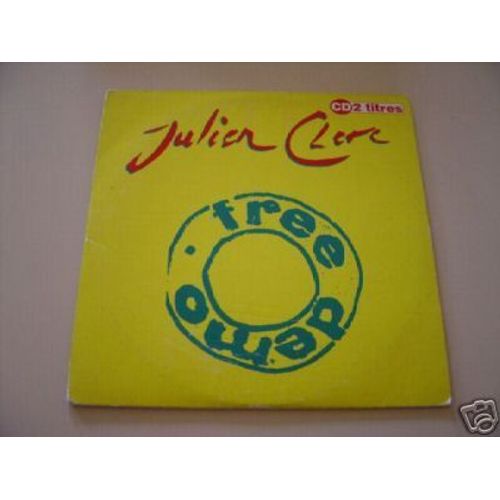 CD 2 titres
Julien Clerc
free demo